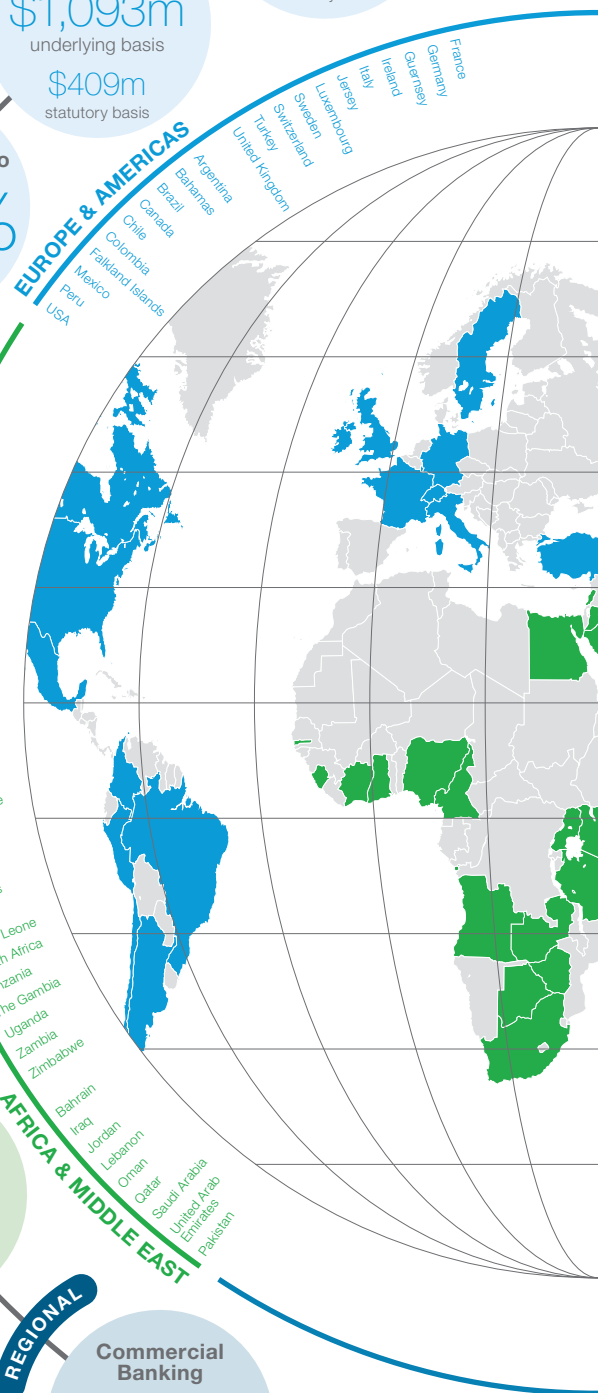 $1,093m
underlying basis
$409m
statutory basis
%
EUROPE & AMERICAS
France
Germany
Guernsey
Ireland
Italy
Jersey
Luxembourg
Sweden
Switzerland
Turkey
United Kingdom
Argentina
Bahamas
Brazil
Canada
Chile
Colombia
Falkland Islands
Mexico
Peru
USA
Leone
Africa
The Gambia
Uganda
Zambia
Zimbabwe
Bahrain
Iraq
Jordan
Lebanon
Oman
Qatar
Saudi Arabia
United Arab
Emirates
Pakistan
AFRICA & MIDDLE EAST
REGIONAL
Commercial
Banking